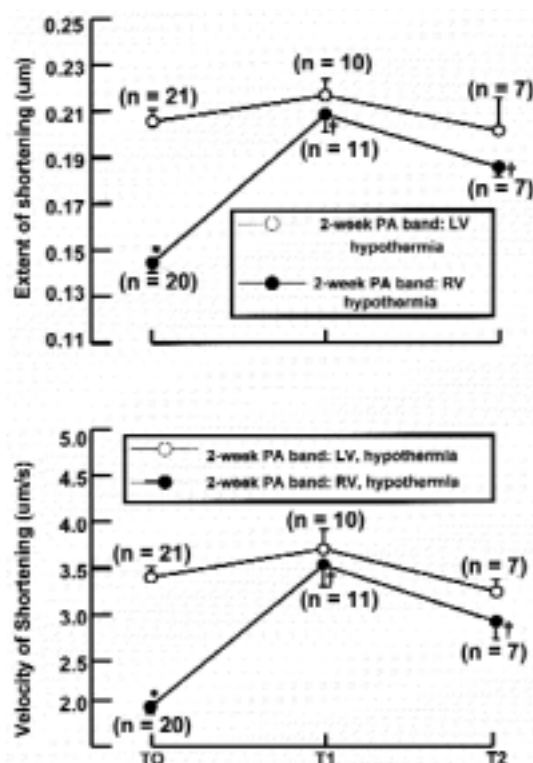 0.25
0.23
0.21
0.19
0.17
0.15
0.13
0.11
Extent of shortening (um)
(n = 21)
(n = 10)
(n = 7)
*
(n = 20)
†
(n = 11)
†
(n = 7)
2-week PA band: LV
hypothermia
2-week PA band: RV
hypothermia
5.0
4.5
4.0
3.5
3.0
2.5
2.0
Velocity of Shortening (um/s)
2-week PA band: LV, hypothermia
2-week PA band: RV, hypothermia
(n = 21)
(n = 10)
(n = 7)
*
(n = 20)
†
(n = 11)
†
(n = 7)
TO
T1
T2